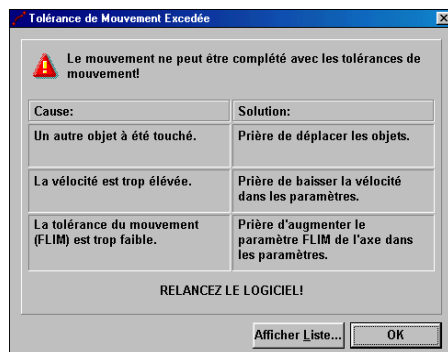 Tolérance de Mouvement Excedée
Le mouvement ne peut être complété avec les tolérances de
mouvement!
Cause:
Solution:
Un autre objet à été touché.
Prière de déplacer les objets.
La vélocité est trop élévée.
Prière de baisser la vélocité
dans les paramètres.
La tolérance du mouvement
(FLIM) est trop faible.
Prière d'augmenter le
paramètre FLIM de l'axe dans
les paramètres.
RELANCEZ LE LOGICIEL!
Afficher Liste...
OK